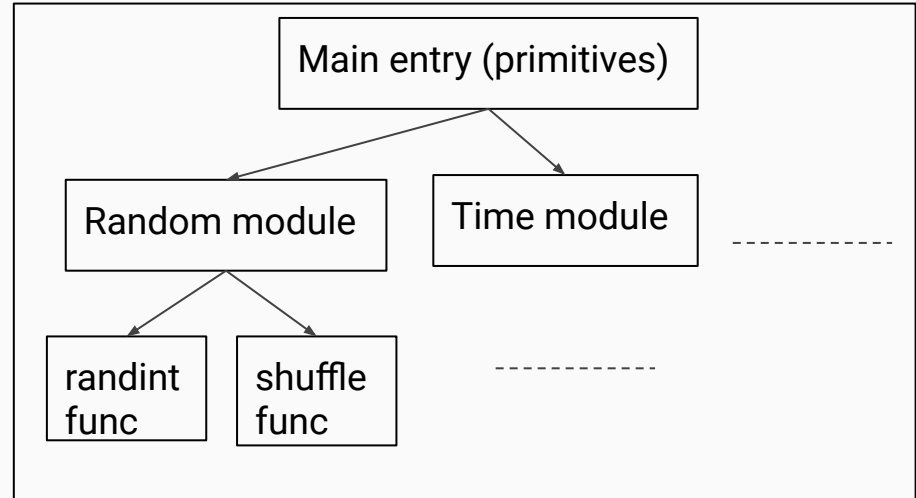 Main entry (primitives)
Random module
Time module
randint
func
shuffle
func